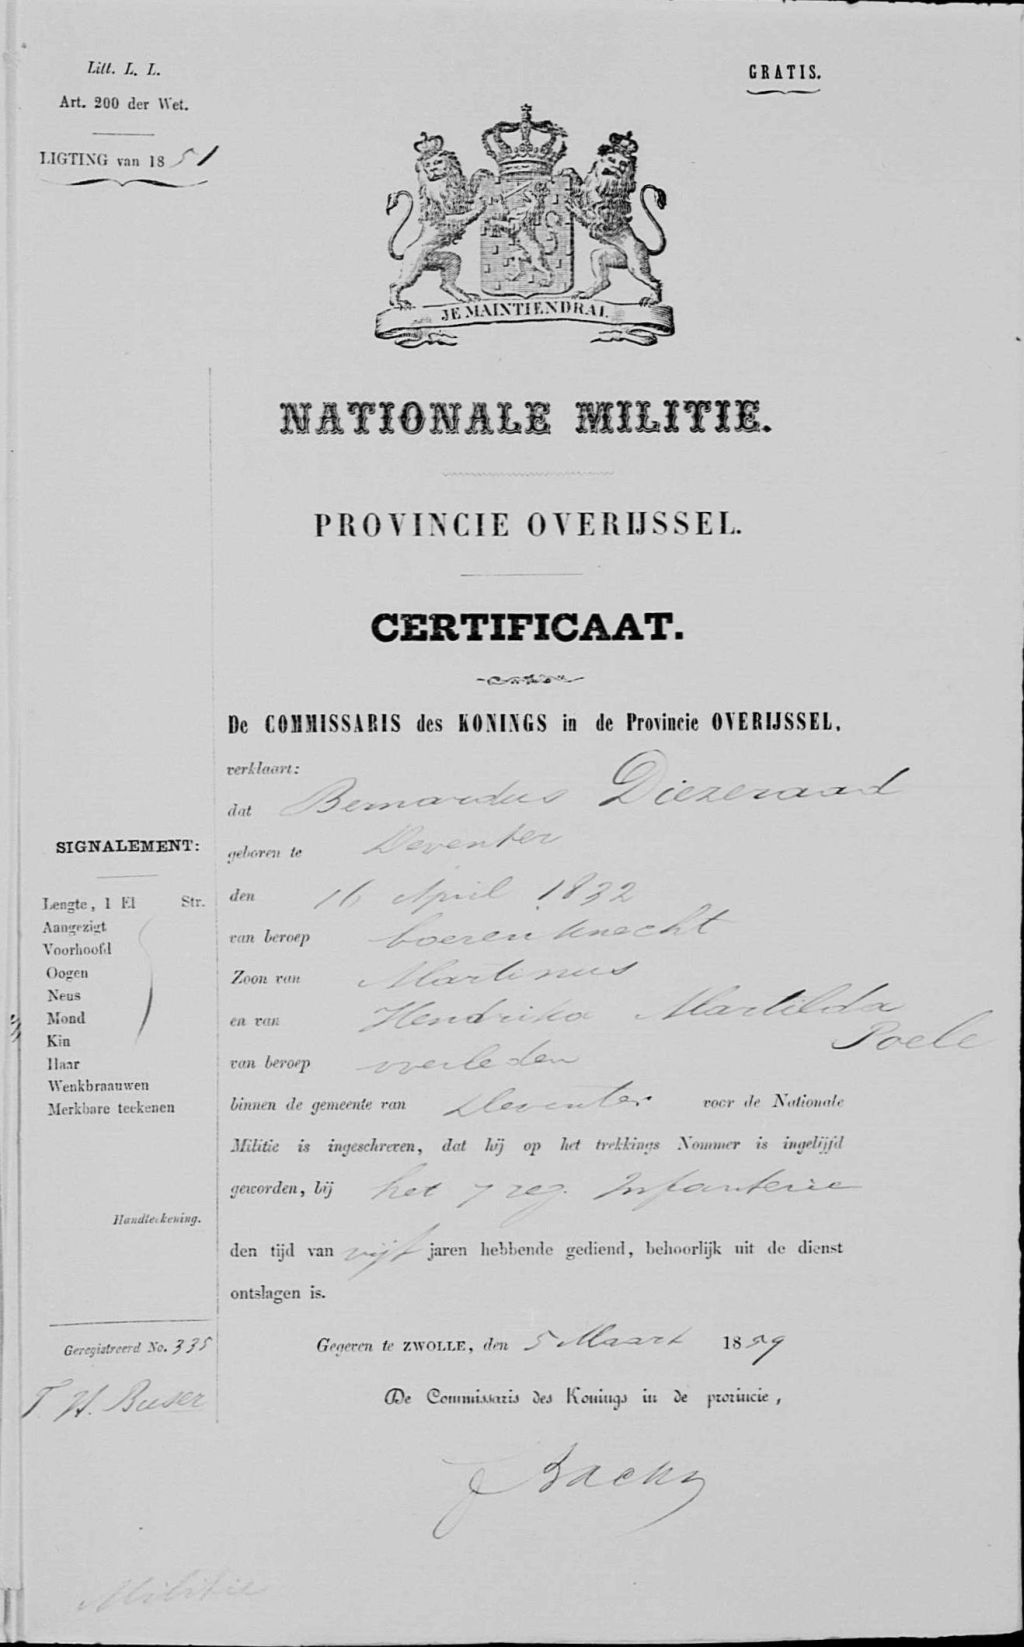 Litt. L. L.
Art. 200 der Wet.
LIGTING van 1851
GRATIS.
JE MAINTIENDRAI.
NATIONALE MILITIE.
PROVINCIE OVERIJSSEL.
CERTIFICAAT.
De COMMISSARIS des KONINGS in de Provincie OVERIJSSEL,
verklaart:
dat Bernardus Diezeraad
geboren te Deventer
den 16 April 1832
van beroep boerenknecht
Zoon van Martinus
en van Hendrika Martilda
Poele
van beroep overleden
binnen de gemeente van Deventer voor de Nationale
Militie is ingeschreven, dat hij op het trekkings Nommer is ingelijfd
geworden, bij het 7 reg. Infanterie
den tijd van vijf jaren hebbende gediend, behoorlijk uit de dienst
ontslagen is.
Gegeven te ZWOLLE, den 5 Maart 1859
De Commissaris des Konings in de provincie,
SIGNALEMENT:
Lengte, 1 El Str.
Aangezigt
Voorhoofd
Oogen
Neus
Mond
Kin
Haar
Wenkbraauwen
Merkbare teekenen
Handteekening.
Geregistreerd No. 335
Militie